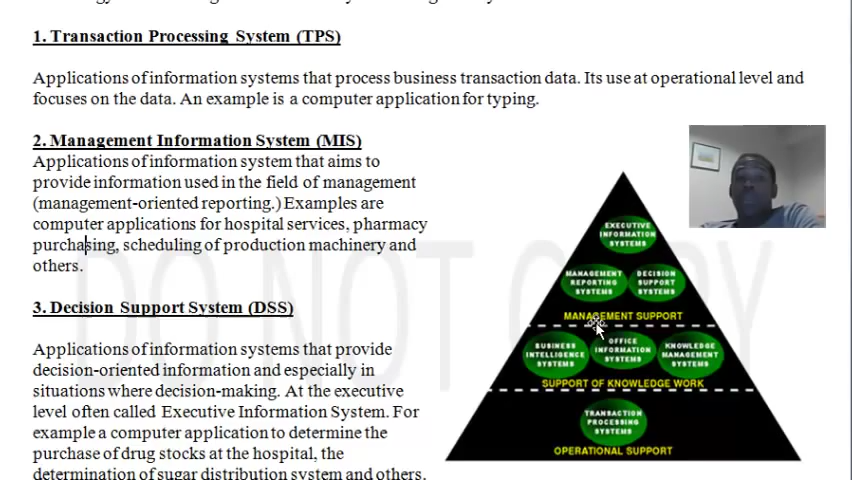 1. Transaction Processing System (TPS)
Applications of information systems that process business transaction data. Its use at operational level and
focuses on the data. An example is a computer application for typing.
2. Management Information System (MIS)
Applications of information system that aims to
provide information used in the field of management
(management-oriented reporting.) Examples are
computer applications for hospital services, pharmacy
purchasing, scheduling of production machinery and
others.
3. Decision Support System (DSS)
Applications of information systems that provide
decision-oriented information and especially in
situations where decision-making. At the executive
level often called Executive Information System. For
example a computer application to determine the
purchase of drug stocks at the hospital, the
determination of sugar distribution system and others.
EXECUTIVE
INFORMATION
SYSTEMS
MANAGEMENT
REPORTING
SYSTEMS
DECISION
SUPPORT
SYSTEMS
MANAGEMENT SUPPORT
BUSINESS
INTELLIGENCE
SYSTEMS
OFFICE
INFORMATION
SYSTEMS
KNOWLEDGE
MANAGEMENT
SYSTEMS
SUPPORT OF KNOWLEDGE WORK
TRANSACTION
PROCESSING
SYSTEMS
OPERATIONAL SUPPORT
DO NOT COPY